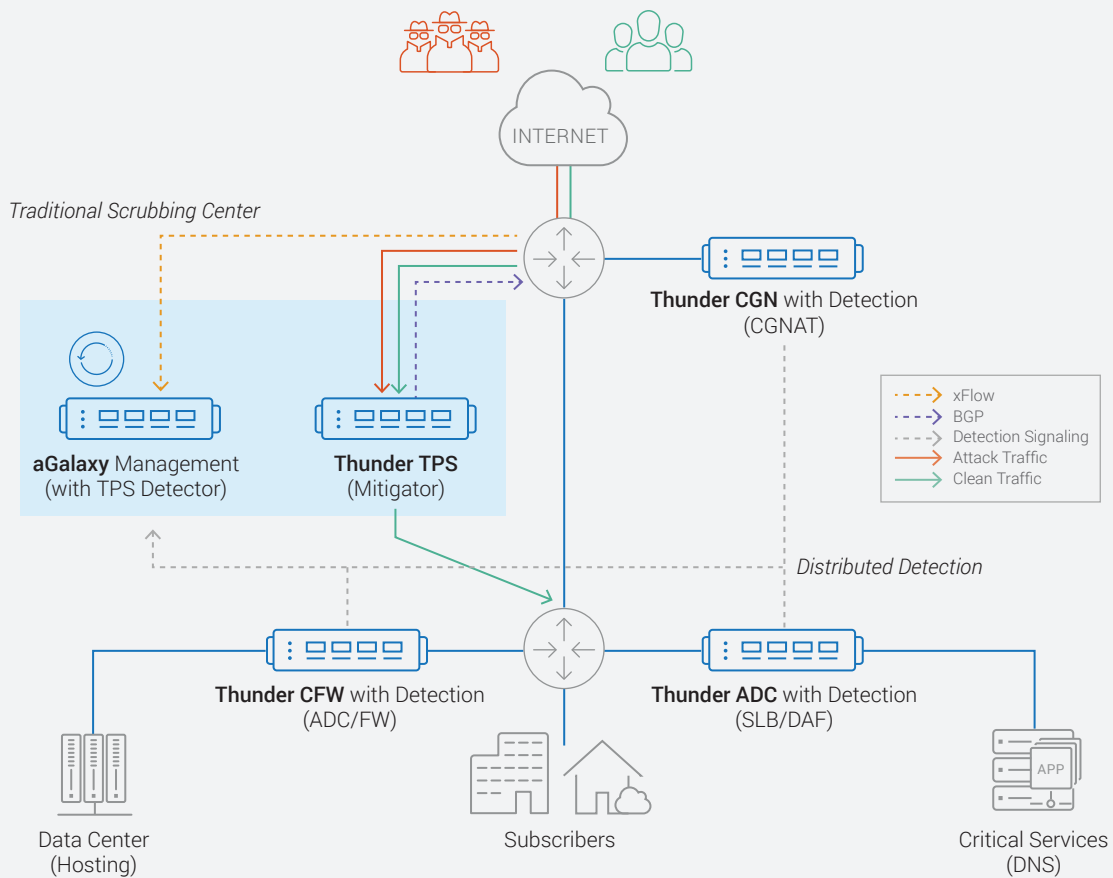 INTERNET
Traditional Scrubbing Center
Thunder CGN with Detection
(CGNAT)
xFlow
BGP
Detection Signaling
Attack Traffic
Clean Traffic
aGalaxy Management
(with TPS Detector)
Thunder TPS
(Mitigator)
Distributed Detection
Thunder CFW with Detection
(ADC/FW)
Thunder ADC with Detection
(SLB/DAF)
APP
Data Center
(Hosting)
Subscribers
Critical Services
(DNS)